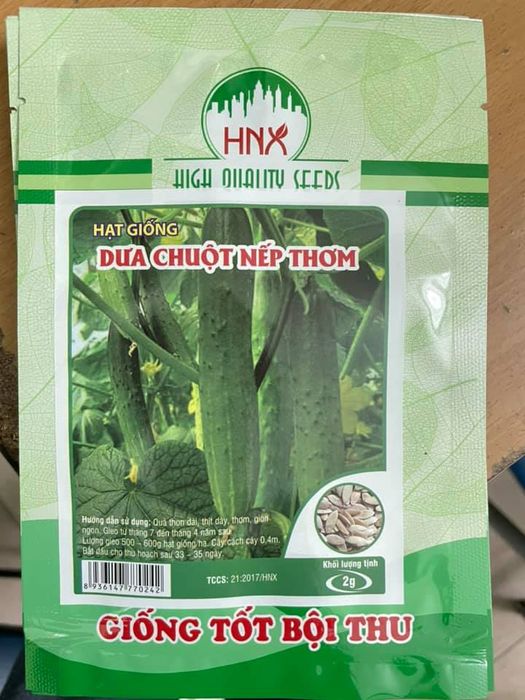 HNX
HIGH QUALITY SEEDS
HẠT GIỐNG
DƯA CHUỘT NẾP THƠM
Hướng dẫn sử dụng: Quả thon dài, thịt dày, thơm, giòn
ngon. Gieo từ tháng 7 đến tháng 4 năm sau
Lượng gieo 500 - 600g hạt giống/ha. Cây cách cây 0,4m.
Bắt đầu cho thu hoạch sau 33 - 35 ngày.
8 936147 770242
TCCS: 21:2017/HNX
Khối lượng tịnh
2g
GIỐNG TỐT BỘI THU